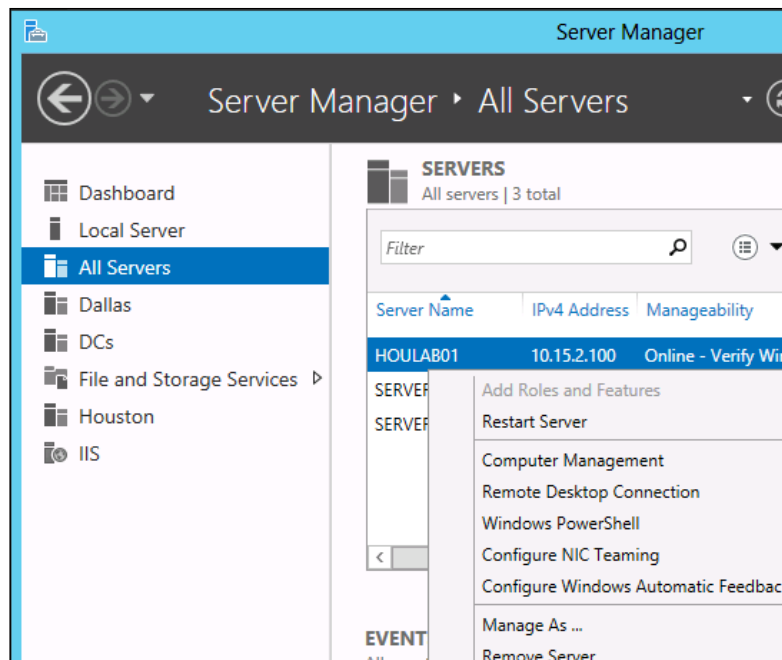 Server Manager
Server Manager ‣ All Servers
Dashboard
Local Server
All Servers
Dallas
DCs
File and Storage Services
Houston
IIS
SERVERS
All servers | 3 total
Filter
Server Name IPv4 Address Manageability
HOULAB01 10.15.2.100 Online - Verify Win
SERVER
SERVER
Add Roles and Features
Restart Server
Computer Management
Remote Desktop Connection
Windows PowerShell
Configure NIC Teaming
Configure Windows Automatic Feedbac
Manage As ...
Remove Server
EVENT